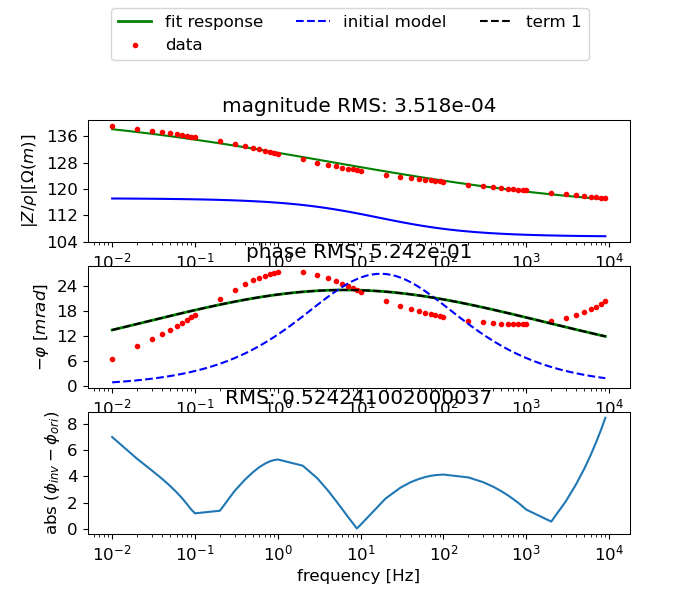 fit response
initial model
term 1
data
magnitude RMS: 3.518e-04
136
128
120
112
104
|Z/ρ|[Ω(m)]
10⁻² 10⁻¹ 10⁰ 10¹ 10² 10³ 10⁴
phase RMS: 5.242e-01
24
18
12
6
0
−φ [mrad]
10⁻² 10⁻¹ 10⁰ 10¹ 10² 10³ 10⁴
RMS: 0.5242241002000037
8
6
4
2
0
abs (ϕ_inv − ϕ_ori)
10⁻² 10⁻¹ 10⁰ 10¹ 10² 10³ 10⁴
frequency [Hz]